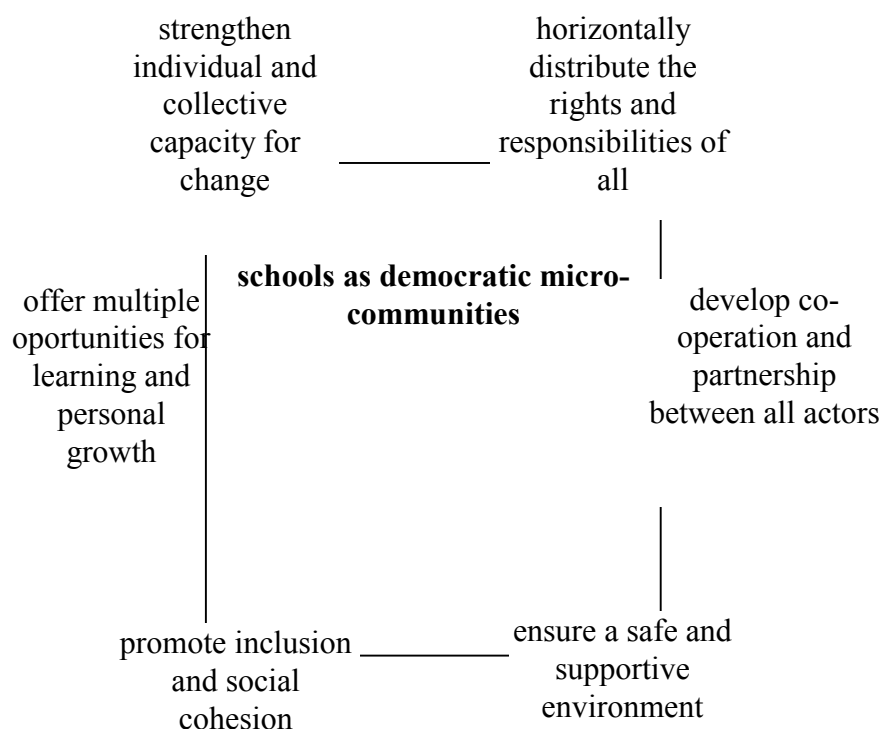 strengthen
individual and
collective
capacity for
change
horizontally
distribute the
rights and
responsibilities of
all
schools as democratic micro-
communities
offer multiple
oportunities for
learning and
personal
growth
develop co-
operation and
partnership
between all actors
promote inclusion
and social
cohesion
ensure a safe and
supportive
environment